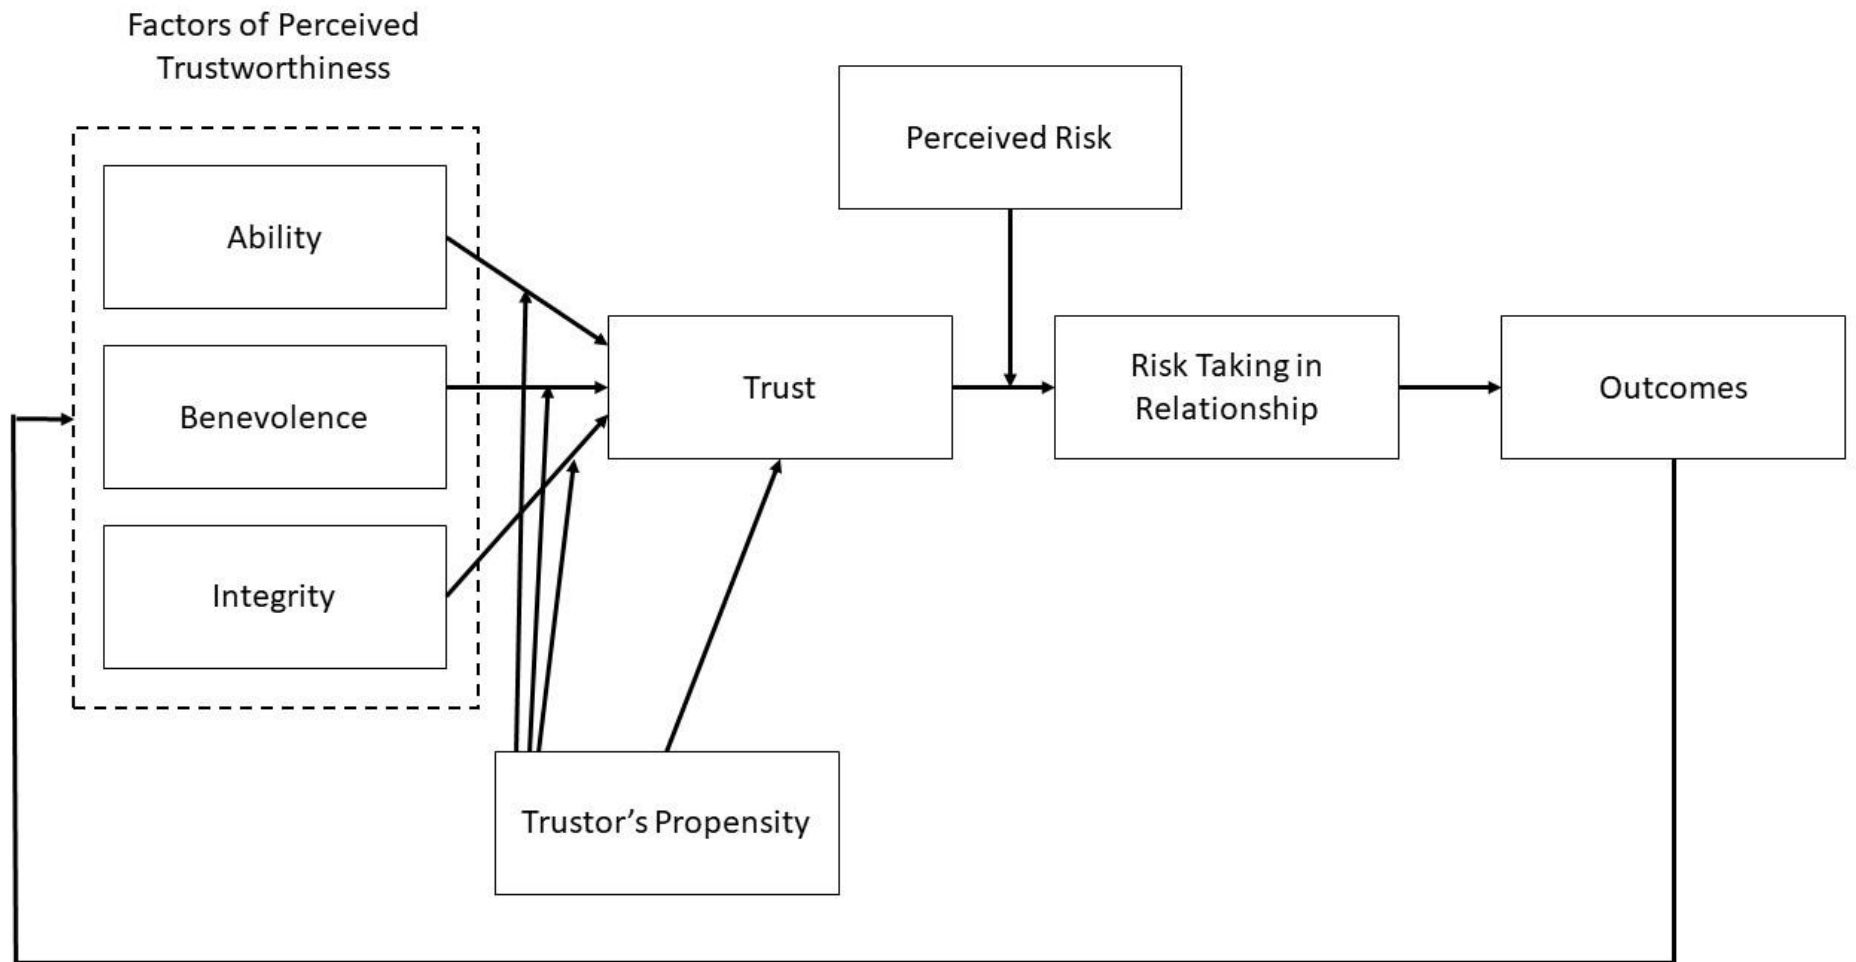 Factors of Perceived
Trustworthiness
Perceived Risk
Ability
Benevolence
Integrity
Trust
Risk Taking in
Relationship
Outcomes
Trustor’s Propensity